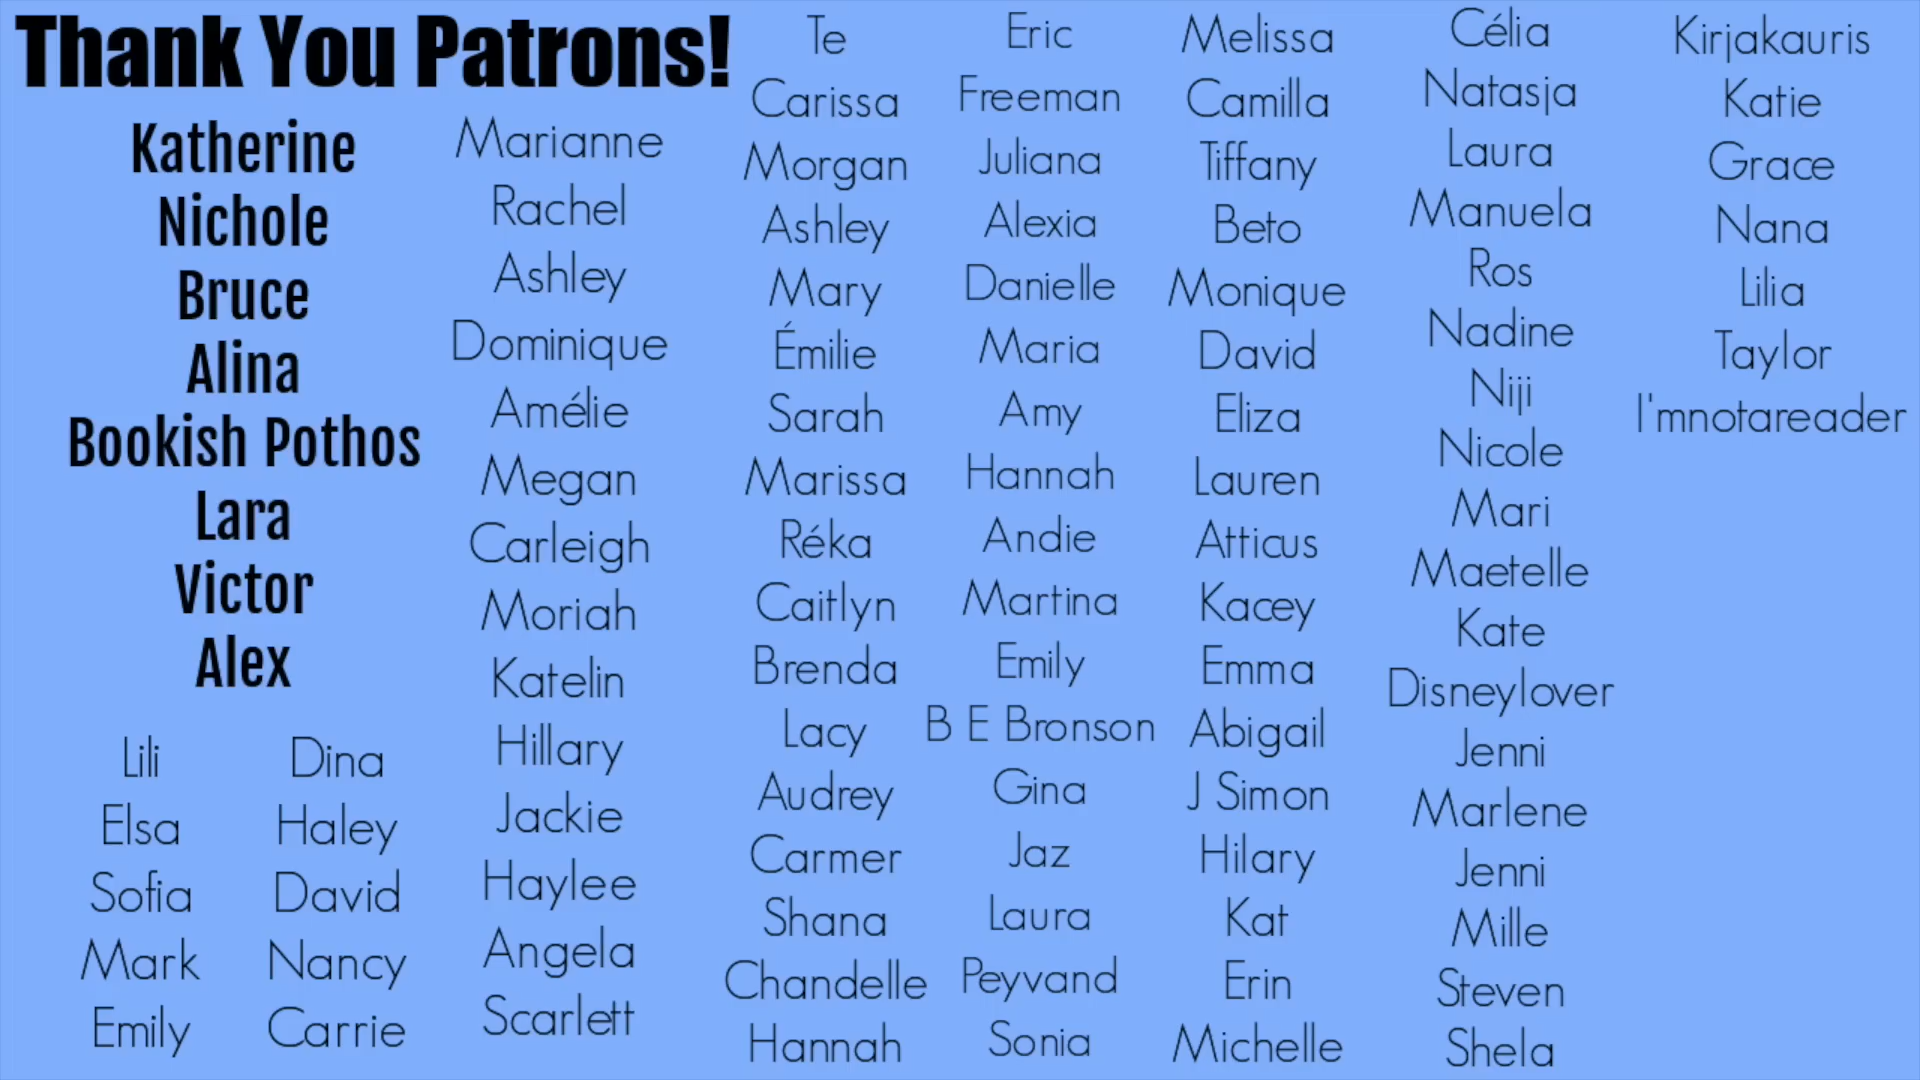 Thank You Patrons!
Katherine
Nichole
Bruce
Alina
Bookish Pothos
Lara
Victor
Alex
Lili
Elsa
Sofia
Mark
Emily
Dina
Haley
David
Nancy
Carrie
Marianne
Rachel
Ashley
Dominique
Amélie
Megan
Carleigh
Moriah
Katelin
Hillary
Jackie
Haylee
Angela
Scarlett
Te
Carissa
Morgan
Ashley
Mary
Émilie
Sarah
Marissa
Réka
Caitlyn
Brenda
Lacy
Audrey
Carmer
Shana
Chandelle
Hannah
Eric
Freeman
Juliana
Alexia
Danielle
Maria
Amy
Hannah
Andie
Martina
Emily
B E Bronson
Gina
Jaz
Laura
Peyvand
Sonia
Melissa
Camilla
Tiffany
Beto
Monique
David
Eliza
Lauren
Atticus
Kacey
Emma
Abigail
J Simon
Hilary
Kat
Erin
Michelle
Célia
Natasja
Laura
Manuela
Ros
Nadine
Niji
Nicole
Mari
Maetelle
Kate
Disneylover
Jenni
Marlene
Jenni
Mille
Steven
Shela
Kirjakauris
Katie
Grace
Nana
Lilia
Taylor
I'mnotareader